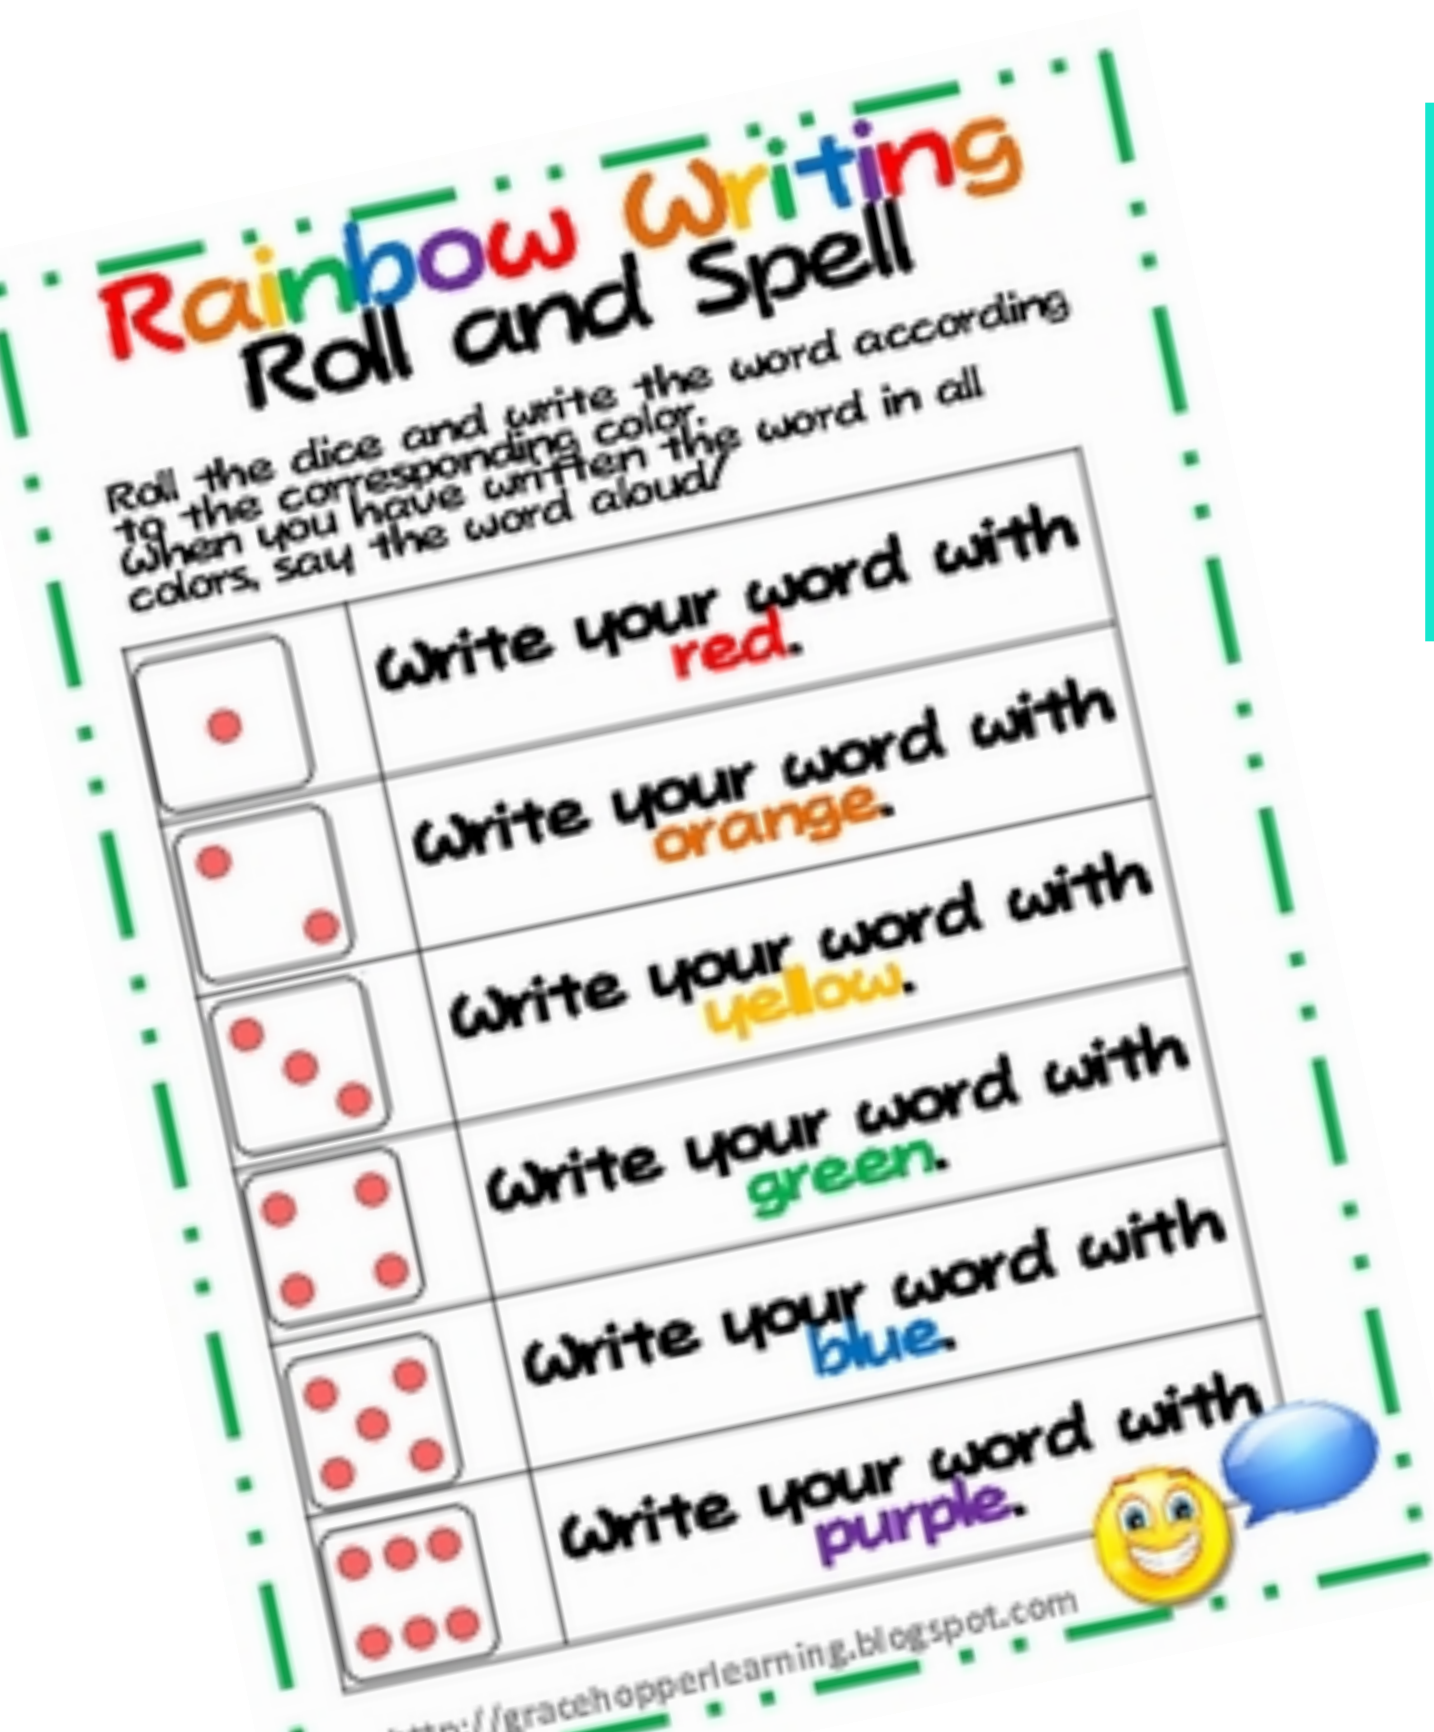 Rainbow Writing
Roll and Spell
Roll the dice and write the word according
to the corresponding color.
When you have written the word in all
colors, say the word aloud!
Write your word with
red.
Write your word with
orange.
Write your word with
yellow.
Write your word with
green.
Write your word with
blue.
Write your word with
purple.
http://gracehopperlearning.blogspot.com